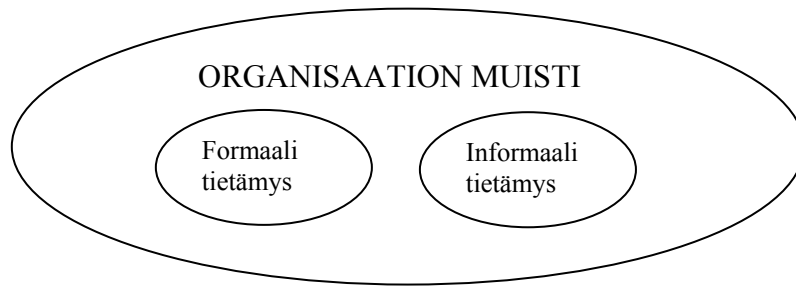 ORGANISAATION MUISTI
Formaali
tietämys
Informaali
tietämys